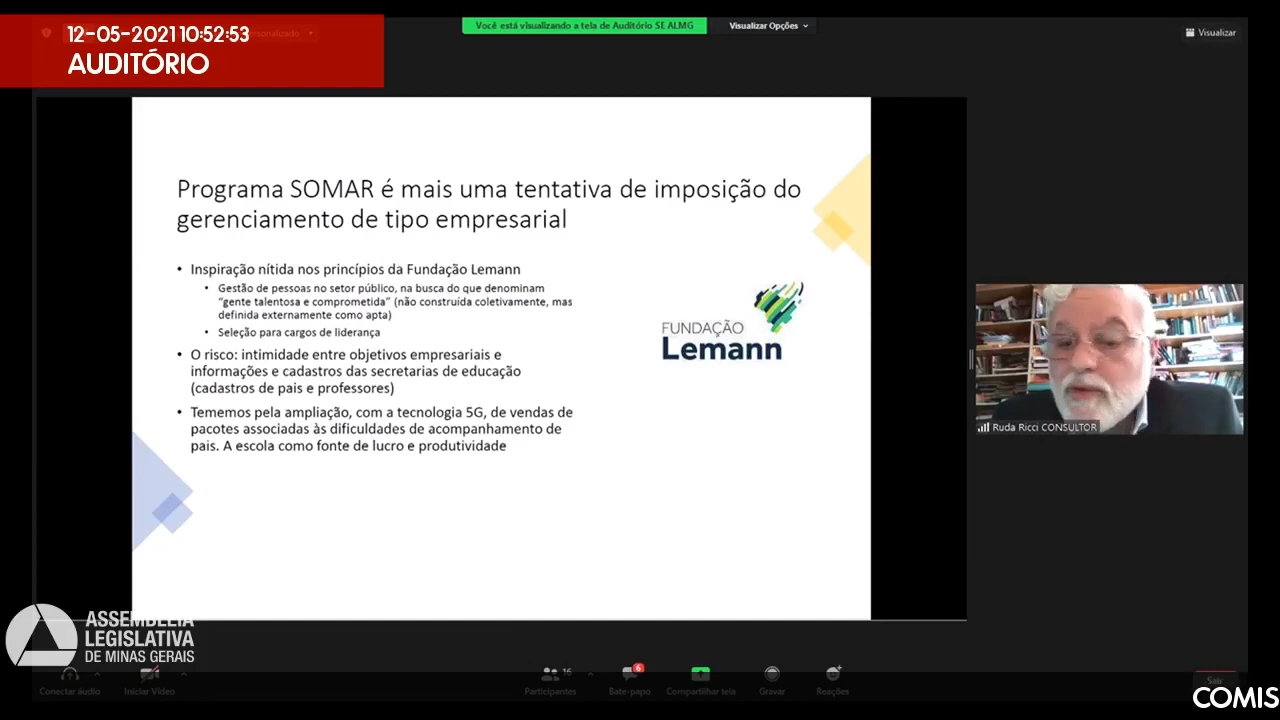 12-05-2021 10:52:53
AUDITÓRIO
Você está visualizando a tela de Auditório SE ALMG
Visualizar Opções
Visualizar
Programa SOMAR é mais uma tentativa de imposição do
gerenciamento de tipo empresarial
• Inspiração nítida nos princípios da Fundação Lemann
• Gestão de pessoas no setor público, na busca do que denominam
“gente talentosa e comprometida” (não construída coletivamente, mas
definida externamente como apta)
• Seleção para cargos de liderança
• O risco: intimidade entre objetivos empresariais e
informações e cadastros das secretarias de educação
(cadastros de pais e professores)
• Tememos pela ampliação, com a tecnologia 5G, de vendas de
pacotes associadas às dificuldades de acompanhamento de
pais. A escola como fonte de lucro e produtividade
FUNDAÇÃO
Lemann
Ruda Ricci CONSULTOR
ASSEMBLEIA
LEGISLATIVA
DE MINAS GERAIS
16
6
Conectar áudio
Iniciar Vídeo
Participantes
Bate-papo
Compartilhar tela
Gravar
Reações
Sair
COMIS